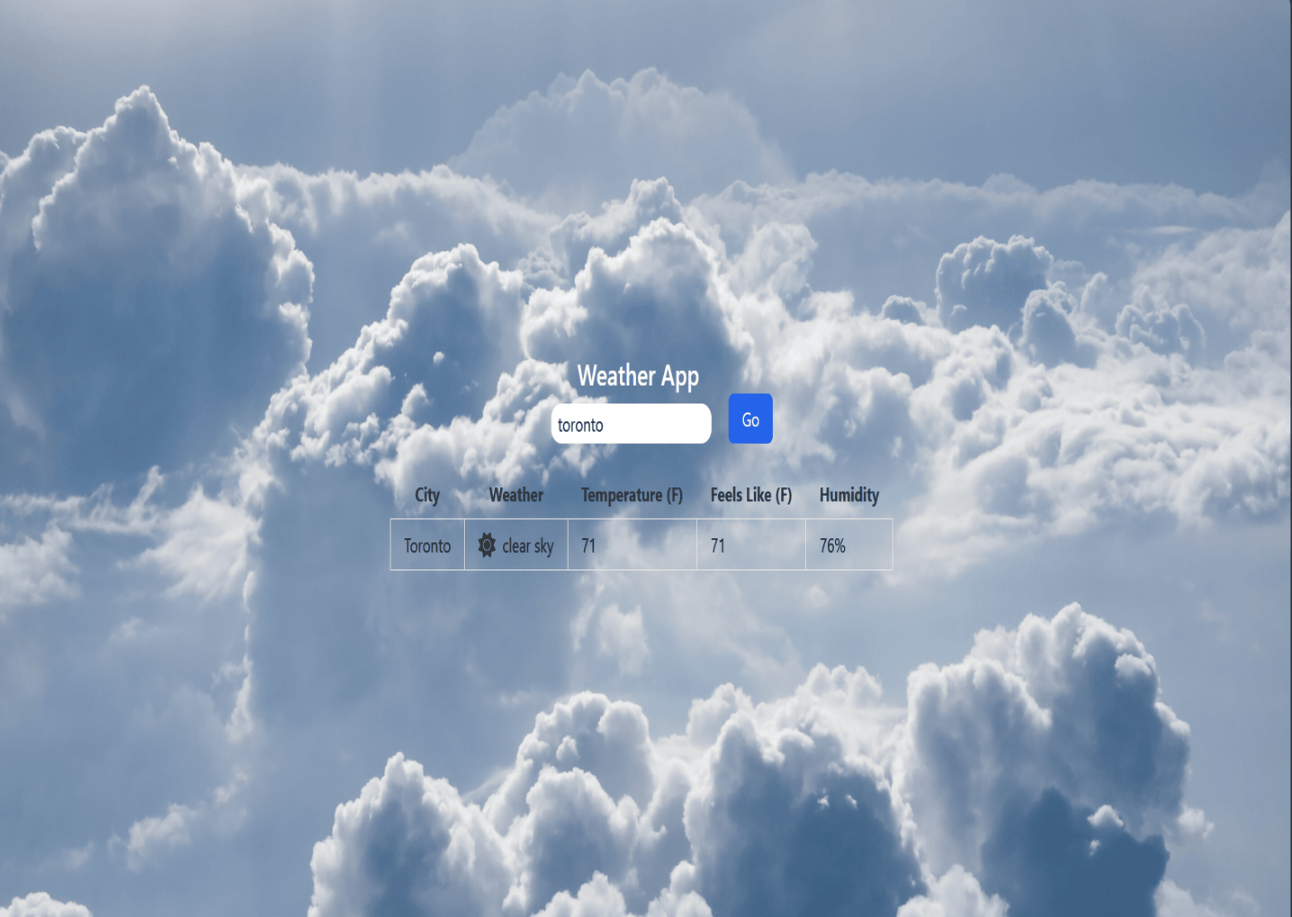 Weather App
toronto Go
City Weather Temperature (F) Feels Like (F) Humidity
Toronto clear sky 71 71 76%